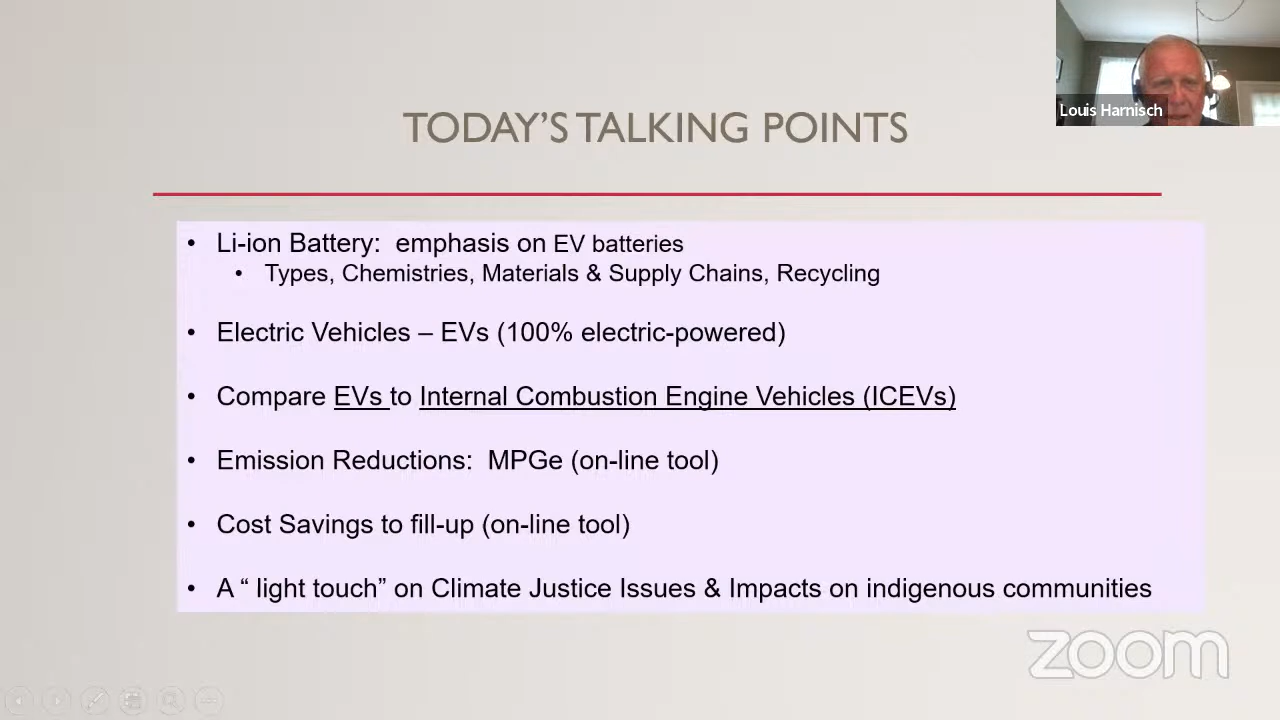 Louis Harnisch
TODAY'S TALKING POINTS
• Li-ion Battery: emphasis on EV batteries
• Types, Chemistries, Materials & Supply Chains, Recycling
• Electric Vehicles – EVs (100% electric-powered)
• Compare EVs to Internal Combustion Engine Vehicles (ICEVs)
• Emission Reductions: MPGe (on-line tool)
• Cost Savings to fill-up (on-line tool)
• A “ light touch” on Climate Justice Issues & Impacts on indigenous communities
zoom